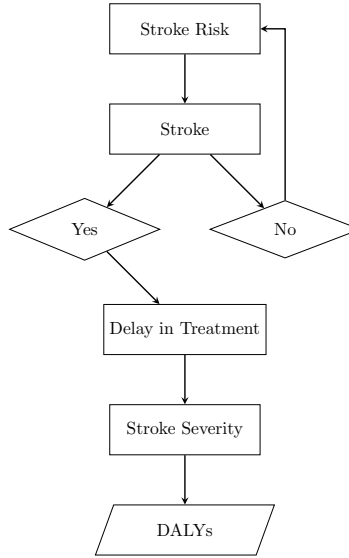 Stroke Risk
Stroke
Yes
No
Delay in Treatment
Stroke Severity
DALYs